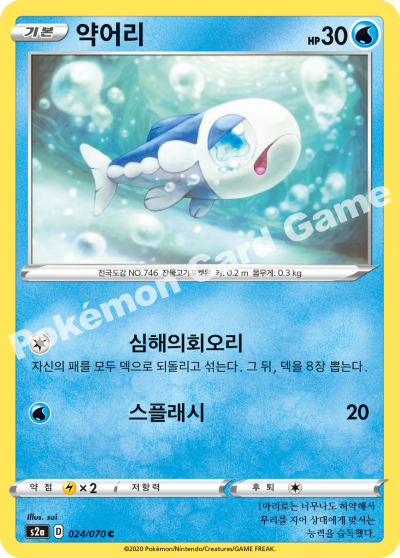 기본 약어리 HP30
전국도감 NO.746 잔물고기포켓몬 키: 0.2 m 몸무게: 0.3 kg
심해의회오리
자신의 패를 모두 덱으로 되돌리고 섞는다. 그 뒤, 덱을 8장 뽑는다.
스플래시 20
약점 ×2 저항력 후퇴
Illus. sui
s2a D 024/070 C
1마리로는 너무나도 허약해서
무리를 지어 상대에게 맞서는
능력을 습득했다.
©2020 Pokémon/Nintendo/Creatures/GAME FREAK.
Pokémon Card Game